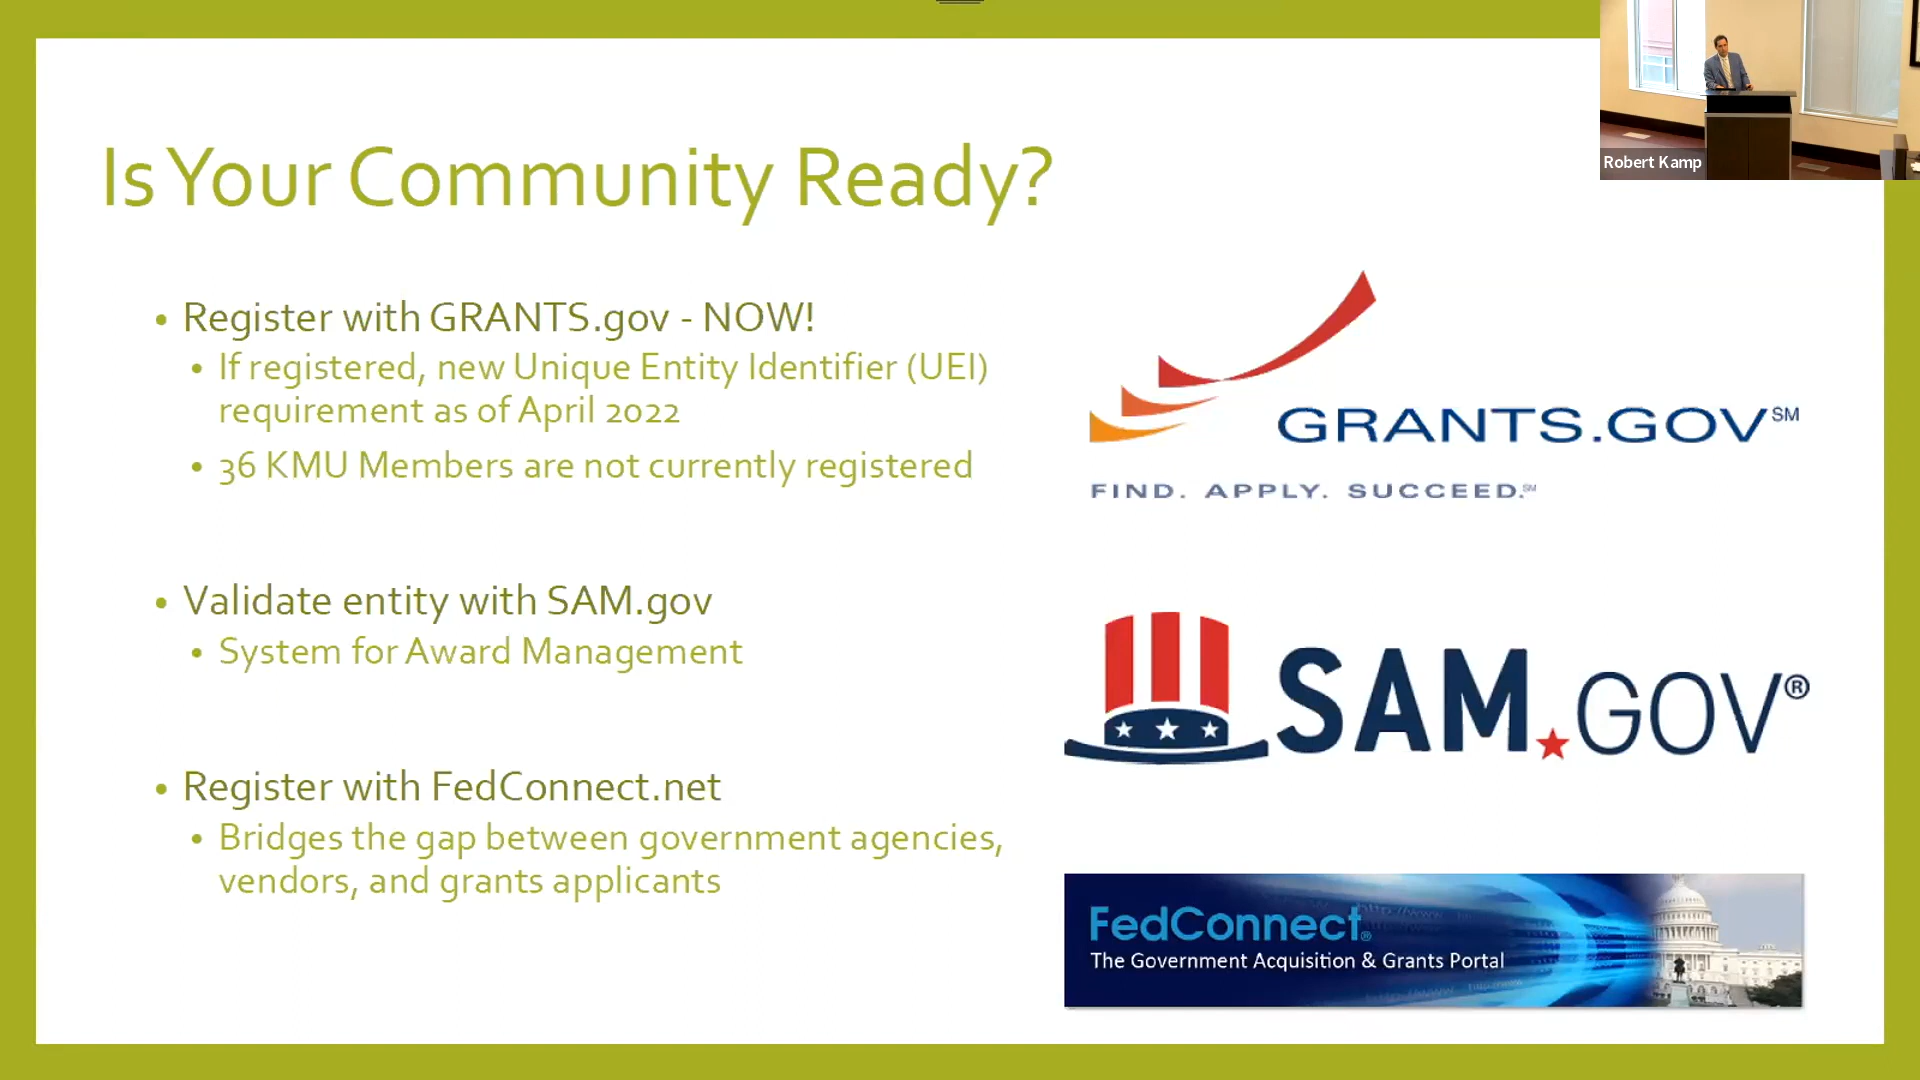 Is Your Community Ready?
Robert Kamp
• Register with GRANTS.gov - NOW!
• If registered, new Unique Entity Identifier (UEI)
requirement as of April 2022
• 36 KMU Members are not currently registered
GRANTS.GOV℠
FIND. APPLY. SUCCEED.℠
• Validate entity with SAM.gov
• System for Award Management
SAM.GOV®
• Register with FedConnect.net
• Bridges the gap between government agencies,
vendors, and grants applicants
FedConnect®
The Government Acquisition & Grants Portal